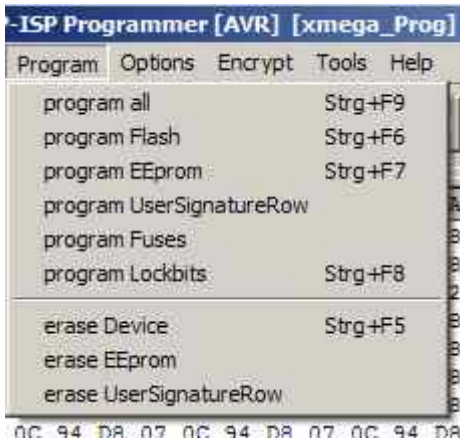 -ISP Programmer [AVR] [xmega_Prog]
Program Options Encrypt Tools Help
program all Strg+F9
program Flash Strg+F6
program EEprom Strg+F7
program UserSignatureRow
program Fuses
program Lockbits Strg+F8
erase Device Strg+F5
erase EEprom
erase UserSignatureRow
0C 94 D8 07 0C 94 D8 07 0C 94 D8